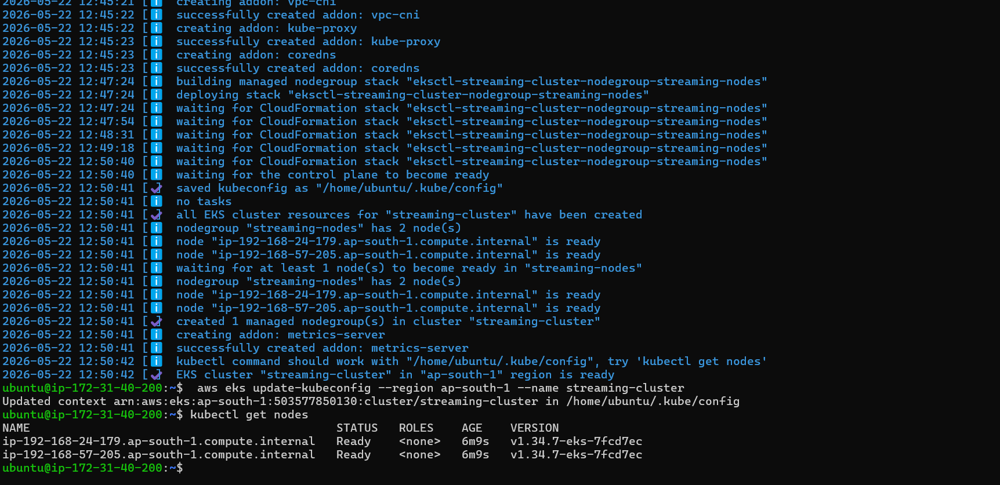 2026-05-22 12:45:21 [ℹ]  creating addon: vpc-cni
2026-05-22 12:45:22 [ℹ]  successfully created addon: vpc-cni
2026-05-22 12:45:22 [ℹ]  creating addon: kube-proxy
2026-05-22 12:45:23 [ℹ]  successfully created addon: kube-proxy
2026-05-22 12:45:23 [ℹ]  creating addon: coredns
2026-05-22 12:45:23 [ℹ]  successfully created addon: coredns
2026-05-22 12:47:24 [ℹ]  building managed nodegroup stack "eksctl-streaming-cluster-nodegroup-streaming-nodes"
2026-05-22 12:47:24 [ℹ]  deploying stack "eksctl-streaming-cluster-nodegroup-streaming-nodes"
2026-05-22 12:47:24 [ℹ]  waiting for CloudFormation stack "eksctl-streaming-cluster-nodegroup-streaming-nodes"
2026-05-22 12:47:54 [ℹ]  waiting for CloudFormation stack "eksctl-streaming-cluster-nodegroup-streaming-nodes"
2026-05-22 12:48:31 [ℹ]  waiting for CloudFormation stack "eksctl-streaming-cluster-nodegroup-streaming-nodes"
2026-05-22 12:49:18 [ℹ]  waiting for CloudFormation stack "eksctl-streaming-cluster-nodegroup-streaming-nodes"
2026-05-22 12:50:40 [ℹ]  waiting for CloudFormation stack "eksctl-streaming-cluster-nodegroup-streaming-nodes"
2026-05-22 12:50:40 [ℹ]  waiting for the control plane to become ready
2026-05-22 12:50:41 [✔]  saved kubeconfig as "/home/ubuntu/.kube/config"
2026-05-22 12:50:41 [ℹ]  no tasks
2026-05-22 12:50:41 [✔]  all EKS cluster resources for "streaming-cluster" have been created
2026-05-22 12:50:41 [ℹ]  nodegroup "streaming-nodes" has 2 node(s)
2026-05-22 12:50:41 [ℹ]  node "ip-192-168-24-179.ap-south-1.compute.internal" is ready
2026-05-22 12:50:41 [ℹ]  node "ip-192-168-57-205.ap-south-1.compute.internal" is ready
2026-05-22 12:50:41 [ℹ]  waiting for at least 1 node(s) to become ready in "streaming-nodes"
2026-05-22 12:50:41 [ℹ]  nodegroup "streaming-nodes" has 2 node(s)
2026-05-22 12:50:41 [ℹ]  node "ip-192-168-24-179.ap-south-1.compute.internal" is ready
2026-05-22 12:50:41 [ℹ]  node "ip-192-168-57-205.ap-south-1.compute.internal" is ready
2026-05-22 12:50:41 [✔]  created 1 managed nodegroup(s) in cluster "streaming-cluster"
2026-05-22 12:50:41 [ℹ]  creating addon: metrics-server
2026-05-22 12:50:41 [ℹ]  successfully created addon: metrics-server
2026-05-22 12:50:42 [ℹ]  kubectl command should work with "/home/ubuntu/.kube/config", try 'kubectl get nodes'
2026-05-22 12:50:42 [✔]  EKS cluster "streaming-cluster" in "ap-south-1" region is ready
ubuntu@ip-172-31-40-200:~$  aws eks update-kubeconfig --region ap-south-1 --name streaming-cluster
Updated context arn:aws:eks:ap-south-1:503577850130:cluster/streaming-cluster in /home/ubuntu/.kube/config
ubuntu@ip-172-31-40-200:~$ kubectl get nodes
NAME                                            STATUS   ROLES    AGE    VERSION
ip-192-168-24-179.ap-south-1.compute.internal   Ready    <none>   6m9s   v1.34.7-eks-7fcd7ec
ip-192-168-57-205.ap-south-1.compute.internal   Ready    <none>   6m9s   v1.34.7-eks-7fcd7ec
ubuntu@ip-172-31-40-200:~$